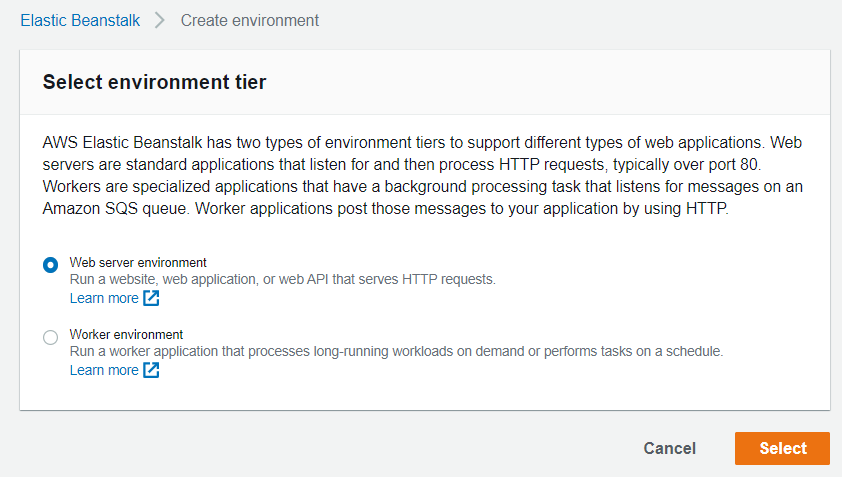 Elastic Beanstalk > Create environment
Select environment tier
AWS Elastic Beanstalk has two types of environment tiers to support different types of web applications. Web
servers are standard applications that listen for and then process HTTP requests, typically over port 80.
Workers are specialized applications that have a background processing task that listens for messages on an
Amazon SQS queue. Worker applications post those messages to your application by using HTTP.
Web server environment
Run a website, web application, or web API that serves HTTP requests.
Learn more
Worker environment
Run a worker application that processes long-running workloads on demand or performs tasks on a schedule.
Learn more
Cancel Select